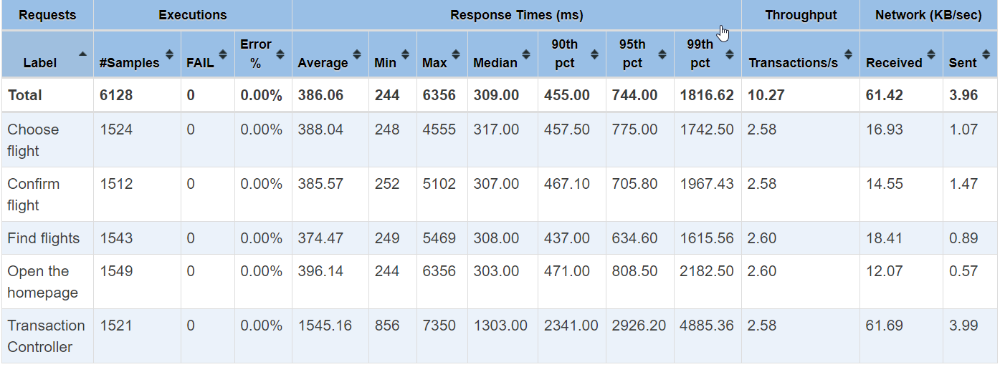 Requests Executions Response Times (ms) Throughput Network (KB/sec)
Label #Samples FAIL Error % Average Min Max Median 90th pct 95th pct 99th pct Transactions/s Received Sent
Total 6128 0 0.00% 386.06 244 6356 309.00 455.00 744.00 1816.62 10.27 61.42 3.96
Choose flight 1524 0 0.00% 388.04 248 4555 317.00 457.50 775.00 1742.50 2.58 16.93 1.07
Confirm flight 1512 0 0.00% 385.57 252 5102 307.00 467.10 705.80 1967.43 2.58 14.55 1.47
Find flights 1543 0 0.00% 374.47 249 5469 308.00 437.00 634.60 1615.56 2.60 18.41 0.89
Open the homepage 1549 0 0.00% 396.14 244 6356 303.00 471.00 808.50 2182.50 2.60 12.07 0.57
Transaction Controller 1521 0 0.00% 1545.16 856 7350 1303.00 2341.00 2926.20 4885.36 2.58 61.69 3.99